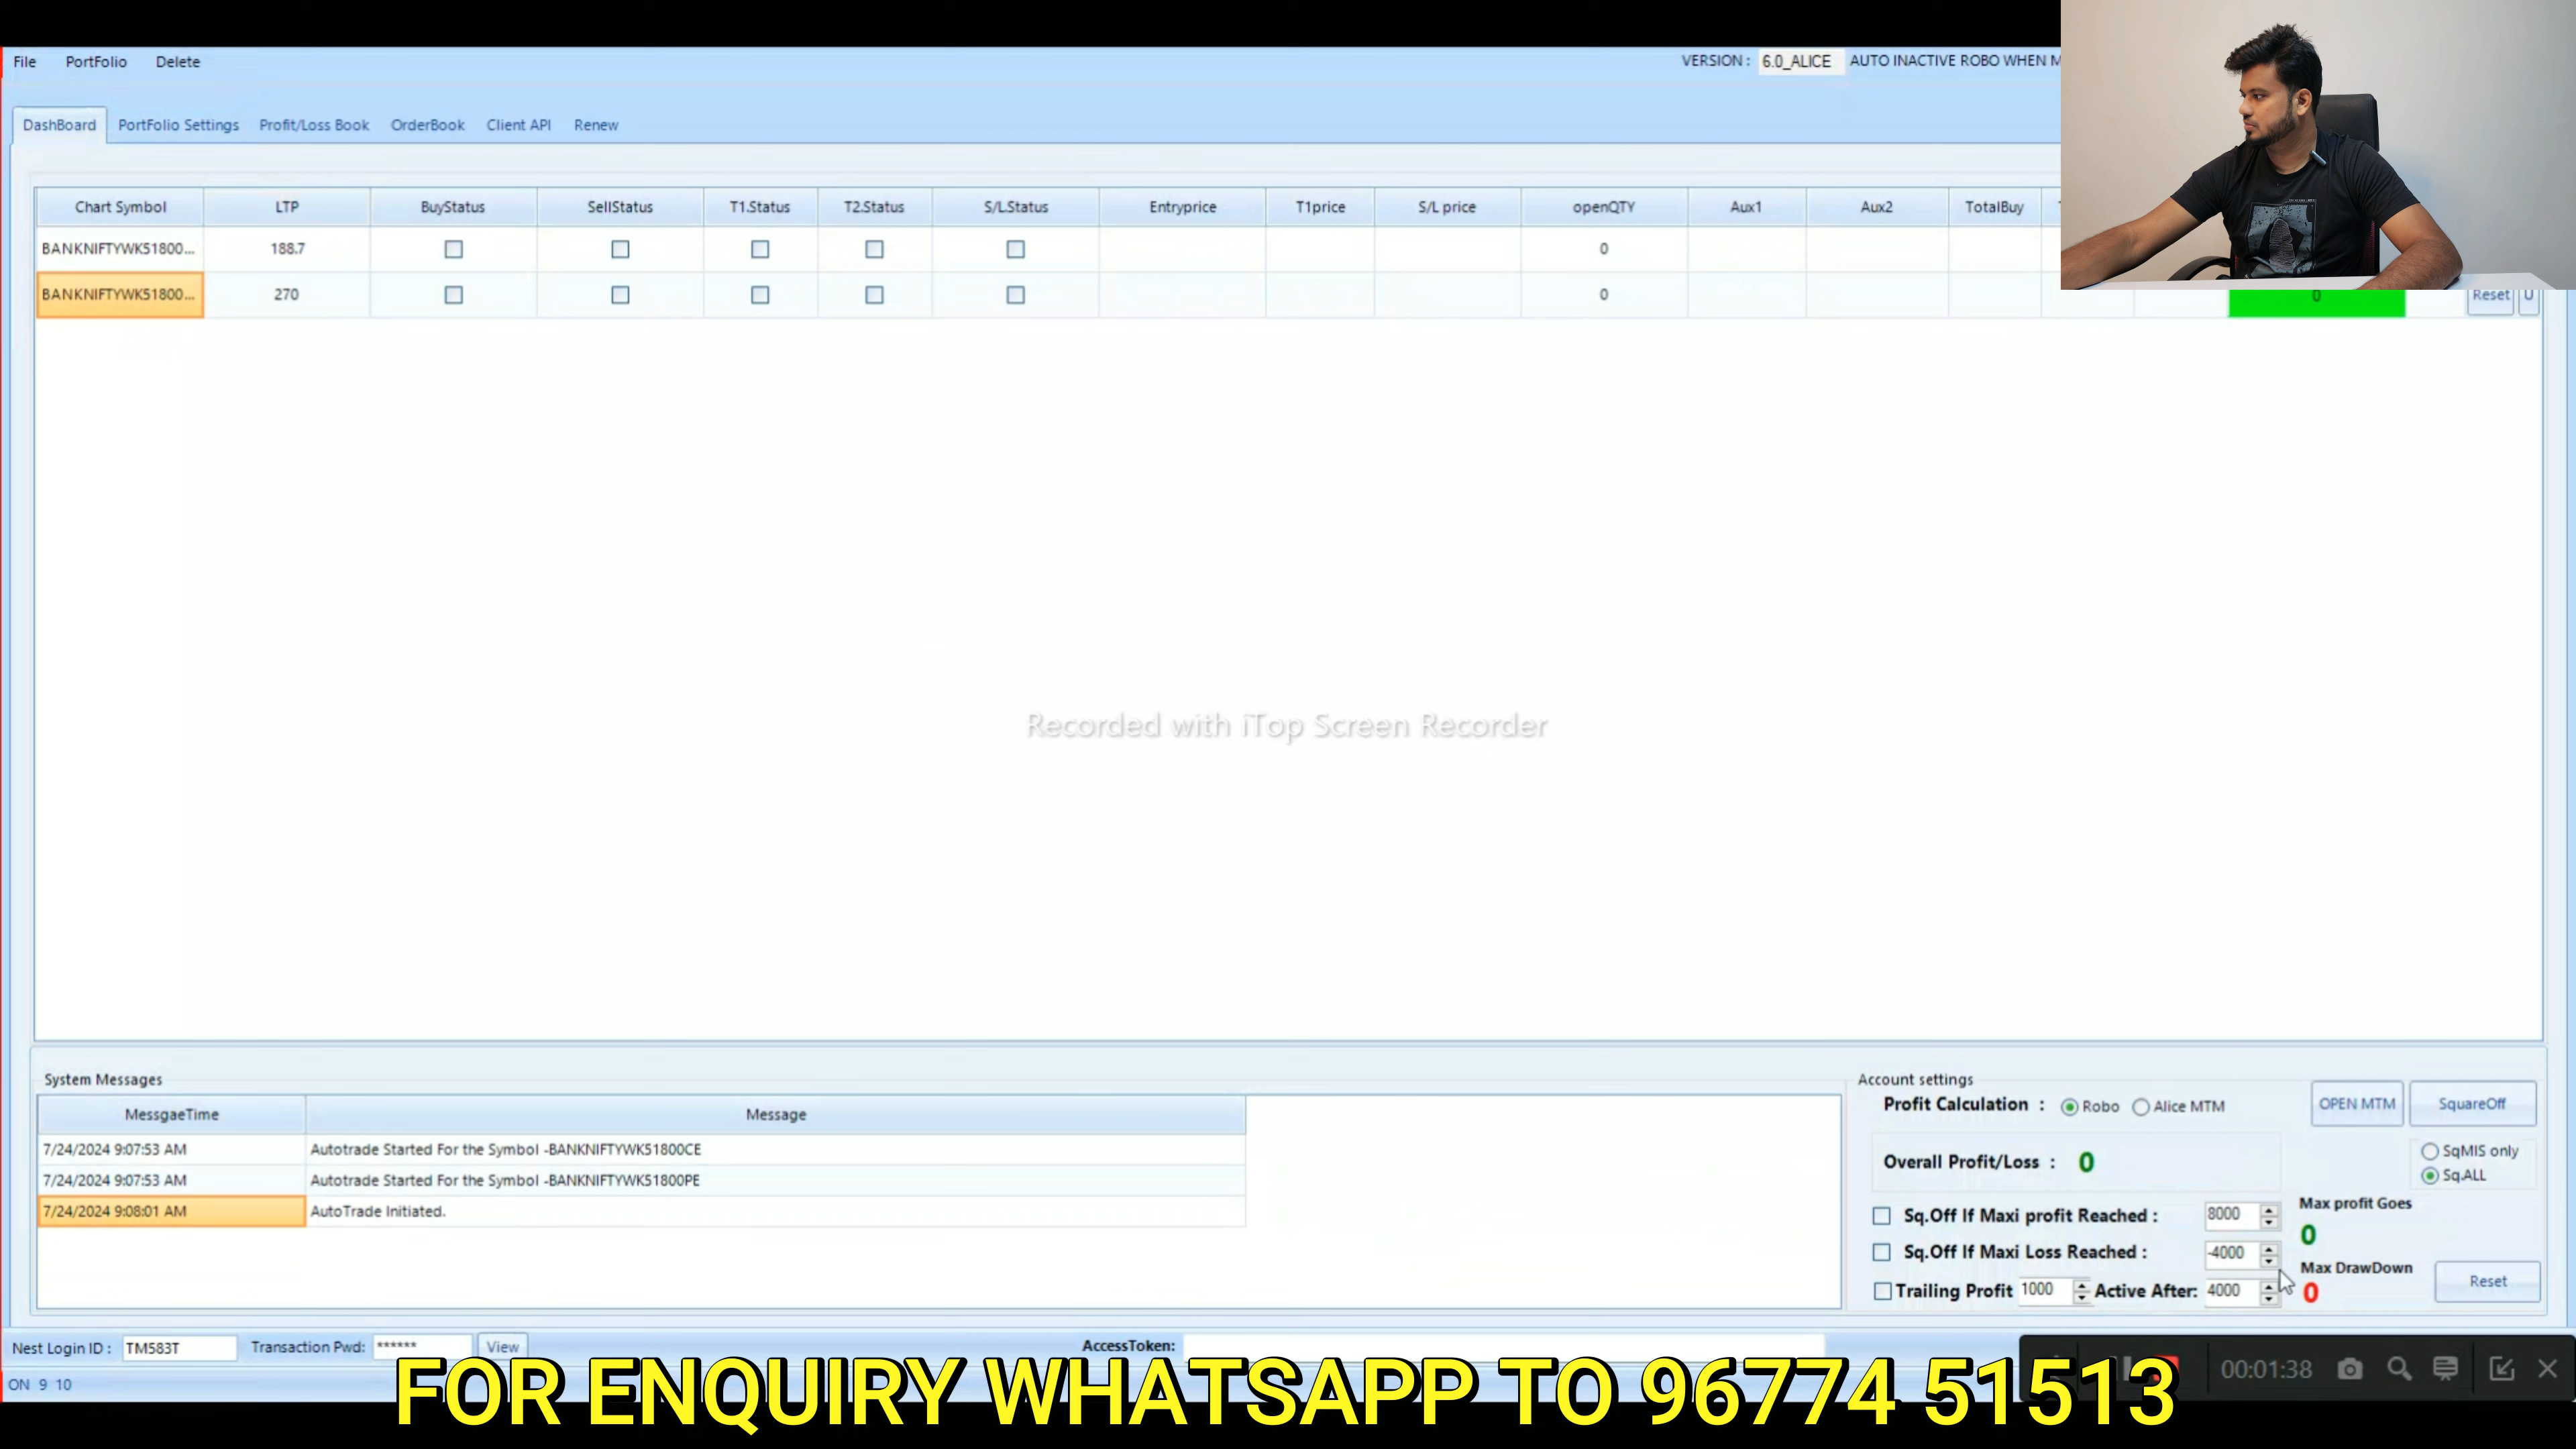 File PortFolio Delete VERSION : 6.0_ALICE AUTO INACTIVE ROBO WHEN M
DashBoard PortFolio Settings Profit/Loss Book OrderBook Client API Renew
Chart Symbol LTP BuyStatus SellStatus T1.Status T2.Status S/L.Status Entryprice T1price S/L price openQTY Aux1 Aux2 TotalBuy
BANKNIFTYWK51800... 188.7 0
BANKNIFTYWK51800... 270 0 0 Reset U
Recorded with iTop Screen Recorder
System Messages
MessgaeTime Message
7/24/2024 9:07:53 AM Autotrade Started For the Symbol -BANKNIFTYWK51800CE
7/24/2024 9:07:53 AM Autotrade Started For the Symbol -BANKNIFTYWK51800PE
7/24/2024 9:08:01 AM AutoTrade Initiated.
Account settings
Profit Calculation : Robo Alice MTM OPEN MTM SquareOff
Overall Profit/Loss : 0
SqMIS only
Sq.ALL
Sq.Off If Maxi profit Reached : 8000
Max profit Goes
0
Sq.Off If Maxi Loss Reached : -4000
Max DrawDown
0
Reset
Trailing Profit 1000 Active After: 4000
Nest Login ID : TM583T Transaction Pwd: ****** View AccessToken:
ON 9 10
00:01:38
FOR ENQUIRY WHATSAPP TO 96774 51513